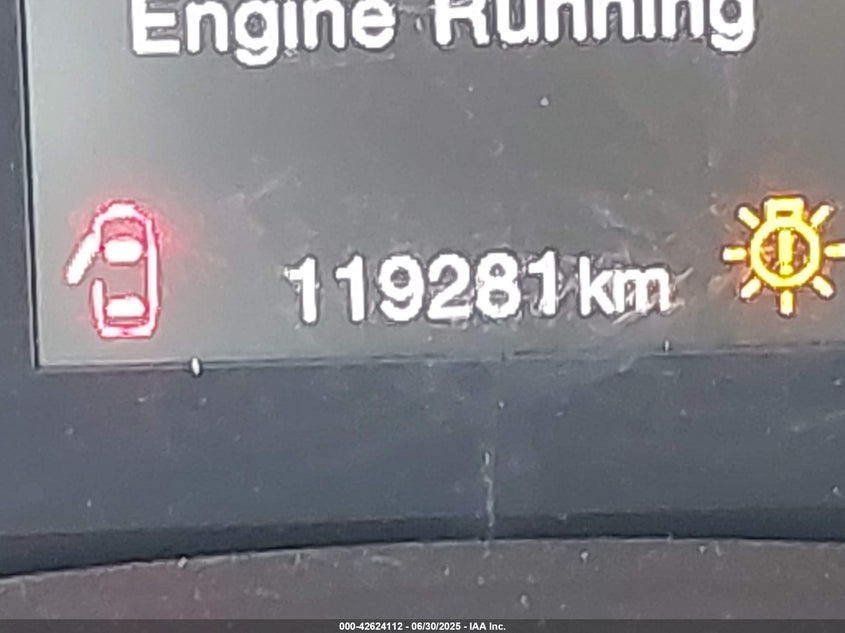 Engine Running
119281 km
000-42624112 - 06/30/2025 - IAA Inc.